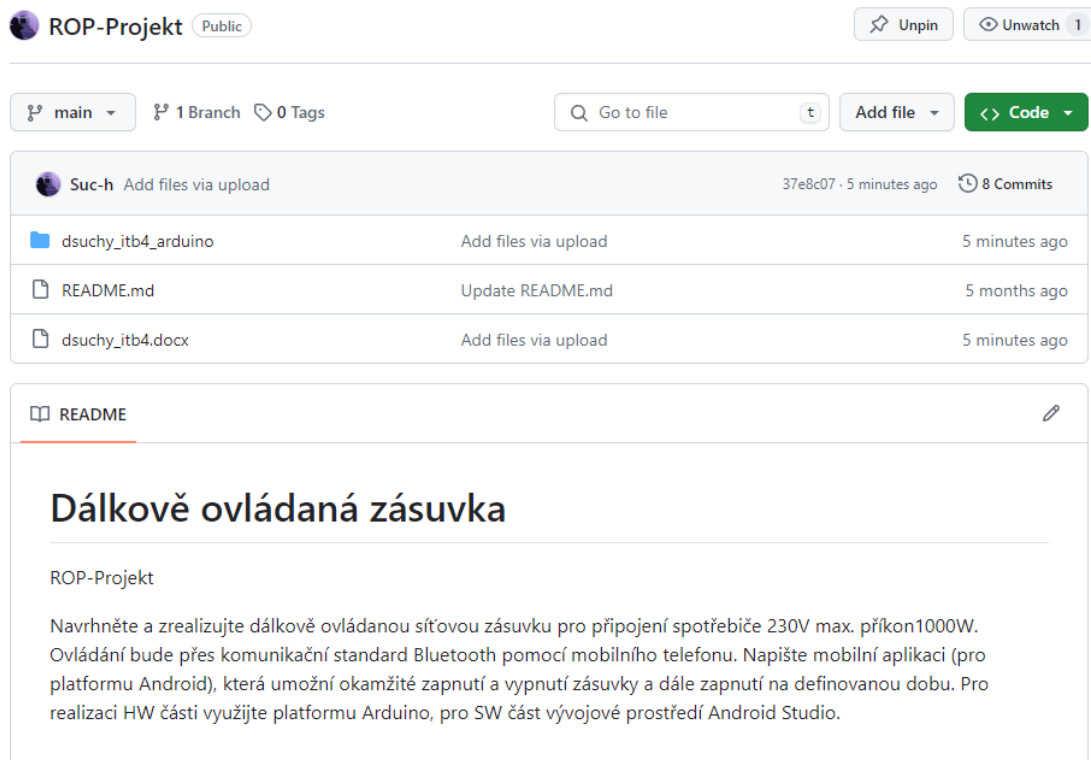 ROP-Projekt Public Unpin Unwatch 1
main 1 Branch 0 Tags Go to file t Add file <> Code
Suc-h Add files via upload 37e8c07 · 5 minutes ago 8 Commits
dsuchy_itb4_arduino Add files via upload 5 minutes ago
README.md Update README.md 5 months ago
dsuchy_itb4.docx Add files via upload 5 minutes ago
README
Dálkově ovládaná zásuvka
ROP-Projekt
Navrhněte a zrealizujte dálkově ovládanou síťovou zásuvku pro připojení spotřebiče 230V max. příkon1000W.
Ovládání bude přes komunikační standard Bluetooth pomocí mobilního telefonu. Napište mobilní aplikaci (pro
platformu Android), která umožní okamžité zapnutí a vypnutí zásuvky a dále zapnutí na definovanou dobu. Pro
realizaci HW části využijte platformu Arduino, pro SW část vývojové prostředí Android Studio.